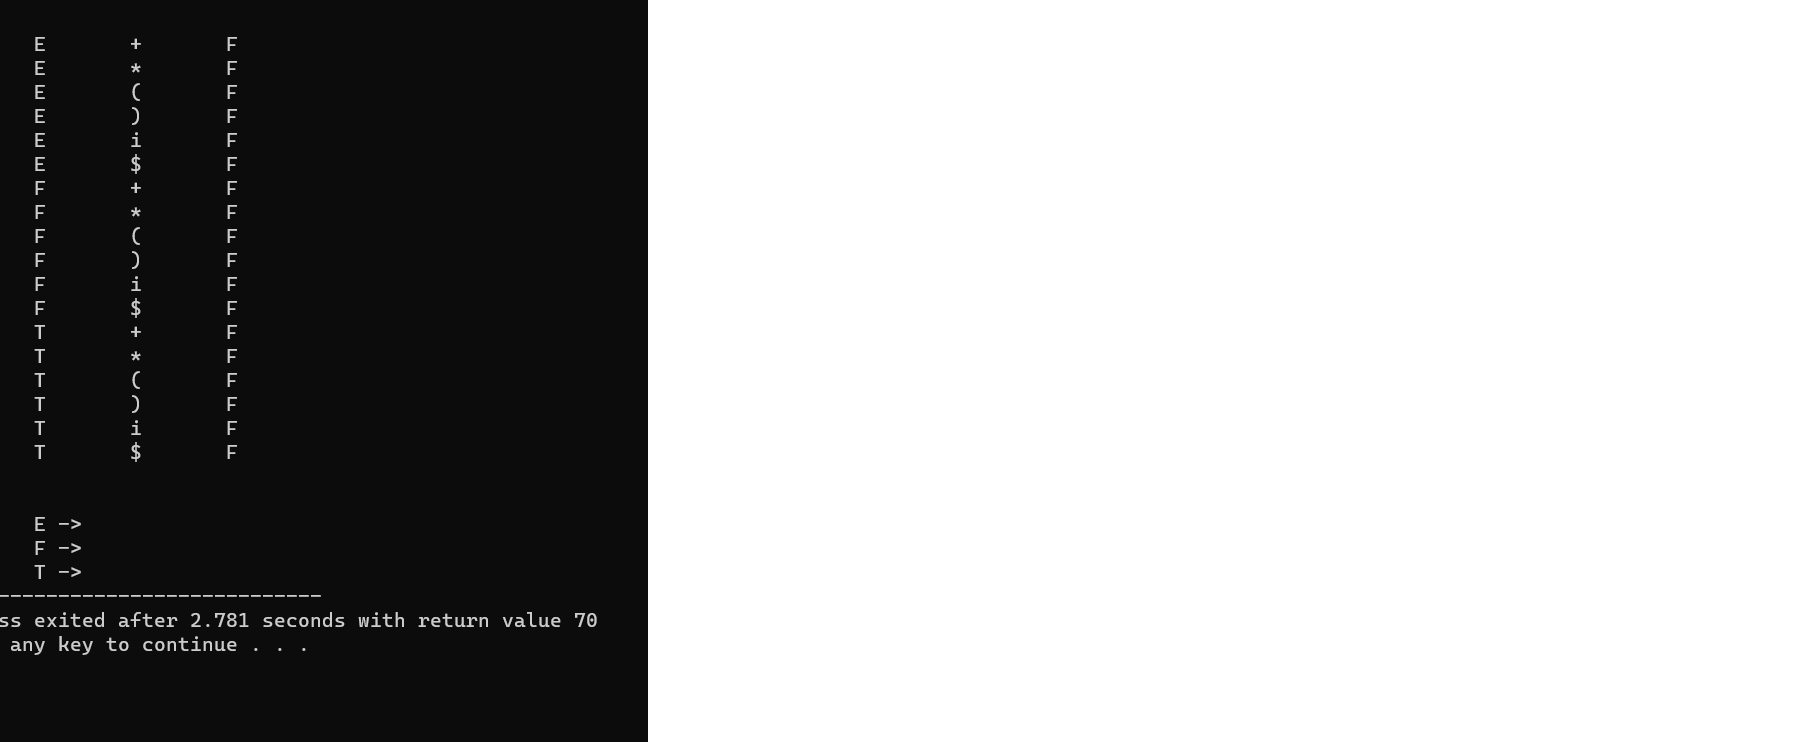 E + F
E * F
E ( F
E ) F
E i F
E $ F
F + F
F * F
F ( F
F ) F
F i F
F $ F
T + F
T * F
T ( F
T ) F
T i F
T $ F
E ->
F ->
T ->
---------------------------
ss exited after 2.781 seconds with return value 70
any key to continue . . .